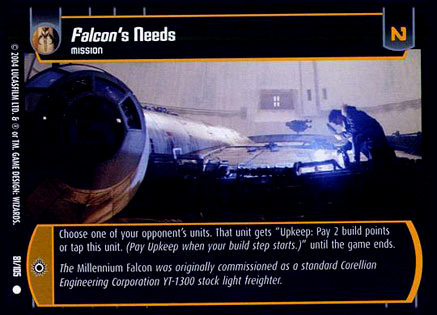 Falcon's Needs
MISSION
N
Choose one of your opponent's units. That unit gets "Upkeep: Pay 2 build points
or tap this unit. (Pay Upkeep when your build step starts.)" until the game ends.
The Millennium Falcon was originally commissioned as a standard Corellian
Engineering Corporation YT-1300 stock light freighter.
© 2004 LUCASFILM LTD. & ® or TM. GAME DESIGN: WIZARDS.
81/105